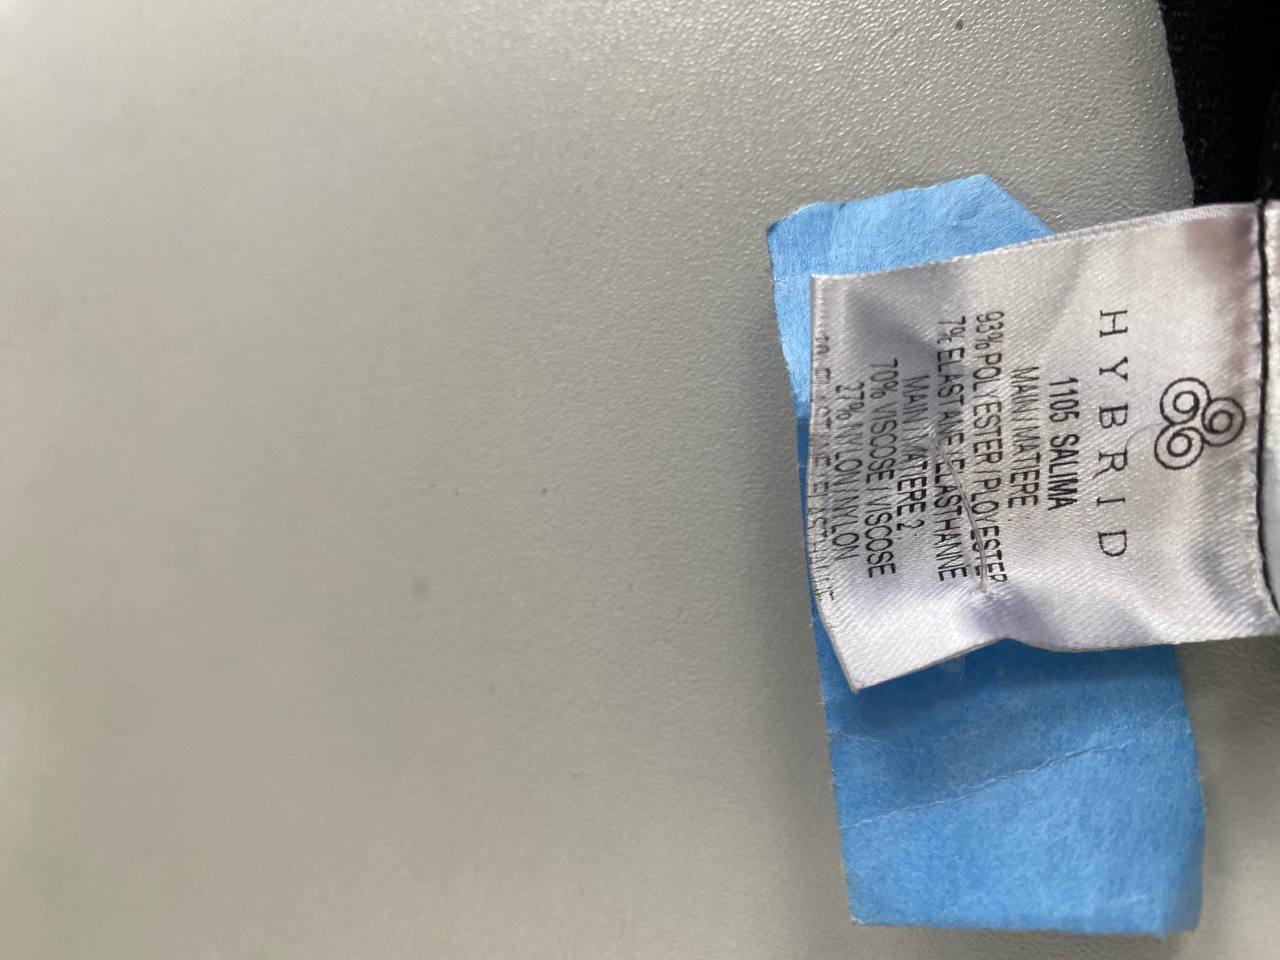 HYBRID
1105 SALIMA
MAIN MATIERE
93% POLYESTER / PLOYESTER
7% ELASTANE / ELASTHANNE
MAIN MATIERE 2.
70% VISCOSE / VISCOSE
27% NYLON / NYLON